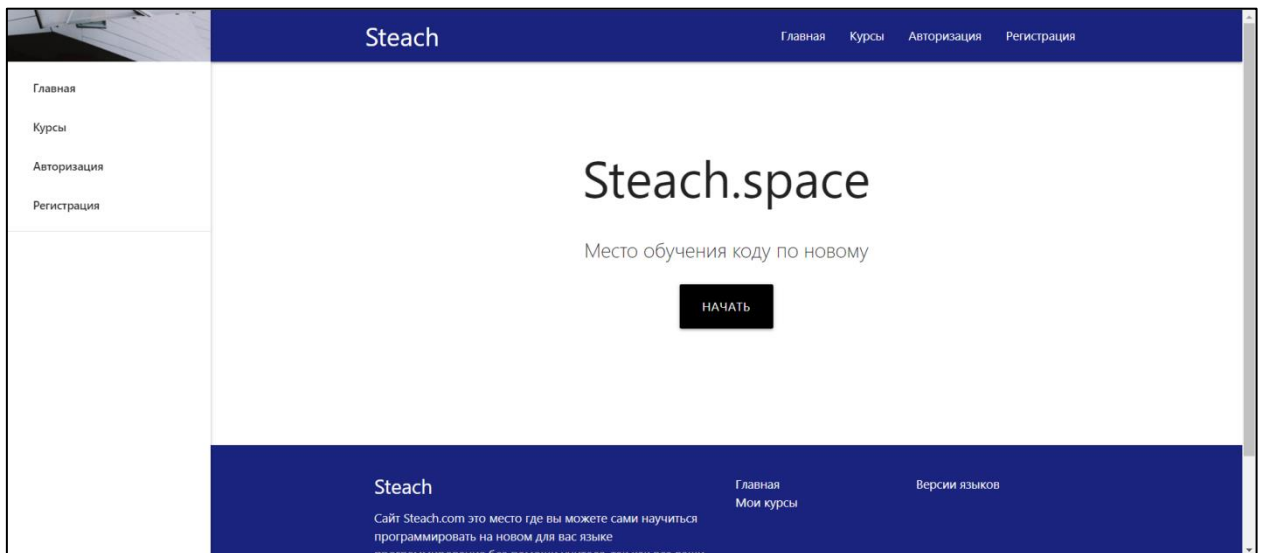 Steach
Главная
Курсы
Авторизация
Регистрация
Главная
Курсы
Авторизация
Регистрация
Steach.space
Место обучения коду по новому
НАЧАТЬ
Steach
Сайт Steach.com это место где вы можете сами научиться
программировать на новом для вас языке
Главная
Мои курсы
Версии языков